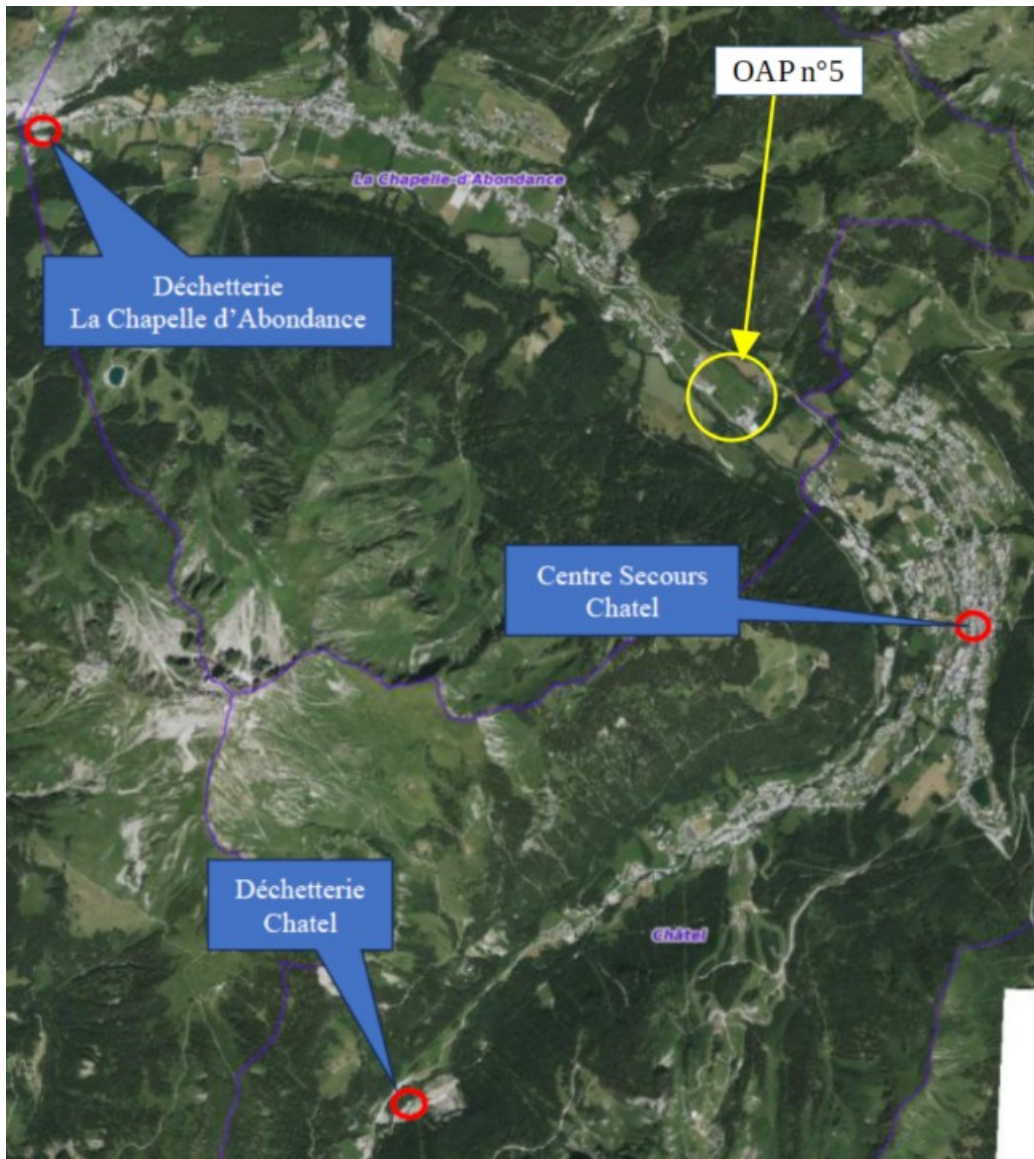 OAP n°5
La Chapelle-d'Abondance
Déchetterie
La Chapelle d'Abondance
Centre Secours
Chatel
Déchetterie
Chatel
Châtel